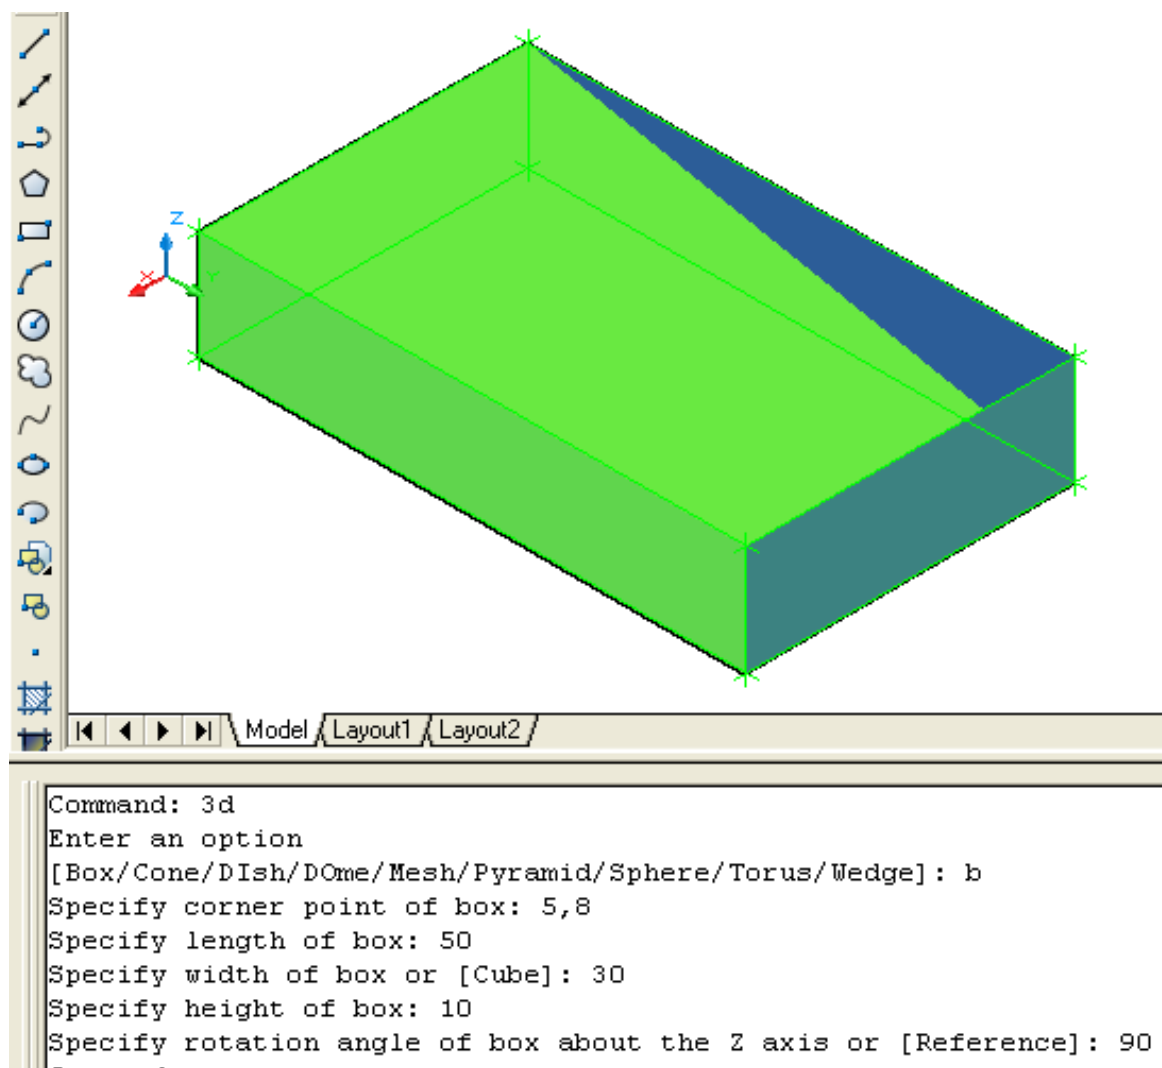 Z
X
Y
Model Layout1 Layout2
Command: 3d
Enter an option
[Box/Cone/DIsh/DOme/Mesh/Pyramid/Sphere/Torus/Wedge]: b
Specify corner point of box: 5,8
Specify length of box: 50
Specify width of box or [Cube]: 30
Specify height of box: 10
Specify rotation angle of box about the Z axis or [Reference]: 90